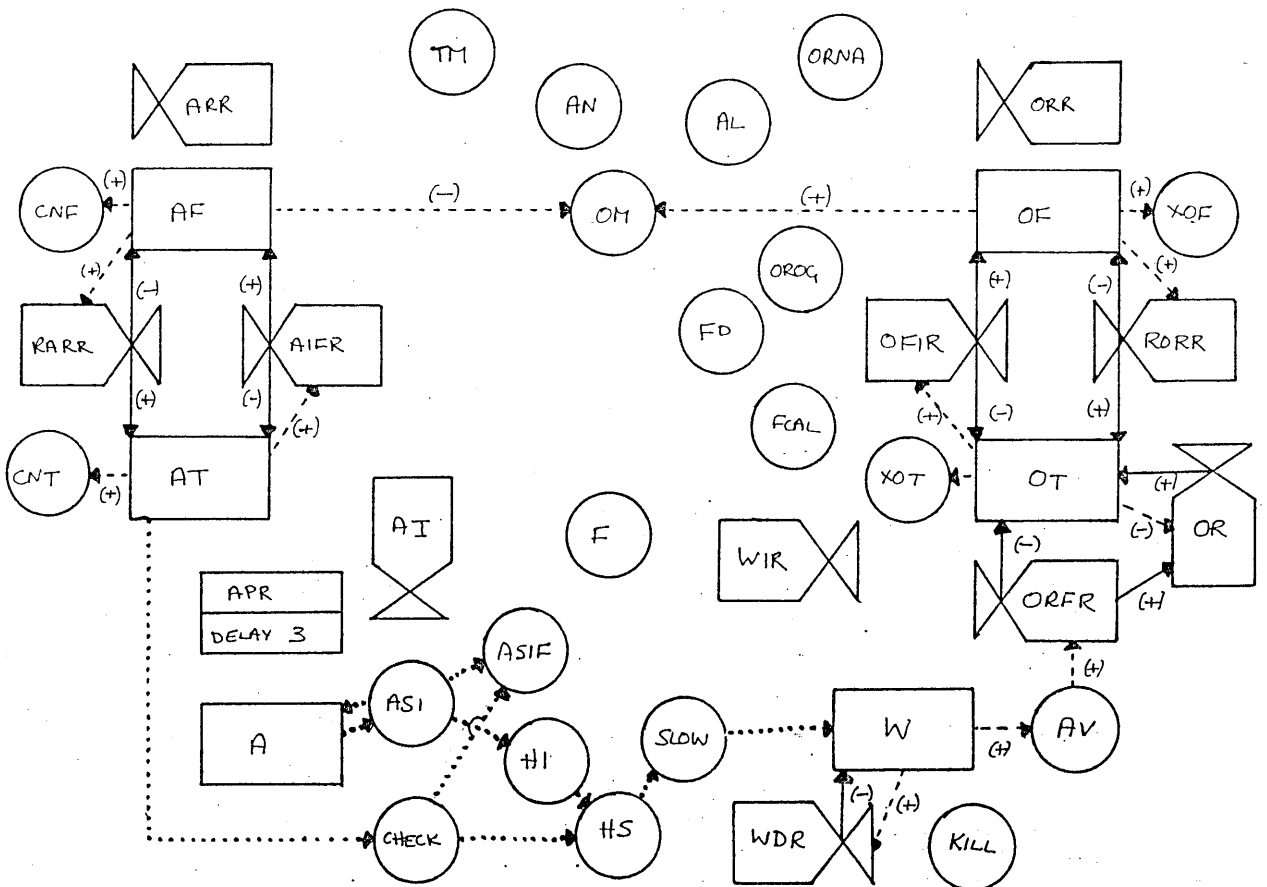 TM
ORNA
ARR
AN
AL
ORR
(+)
CNF
AF
(-)
OM
(+)
OF
(+)
XOF
(+)
(-)
(+)
OROG
(+)
(-)
(+)
RARR
AIFR
FD
OFIR
RORR
(+)
(-)
(+)
FCAL
(+)
(-)
(+)
CNT
(+)
AT
AI
F
XOT
OT
(+)
(-)
OR
WIR
(-)
APR
DELAY 3
ORFR
(+)
ASIF
(+)
A
ASI
HI
SLOW
W
(+)
AV
CHECK
HS
WDR
(-)
(+)
KILL